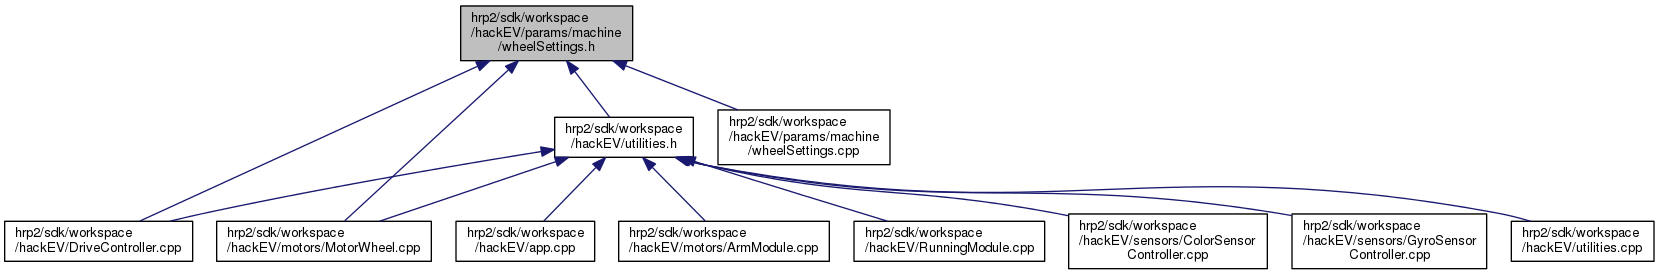 hrp2/sdk/workspace
/hackEV/params/machine
/wheelSettings.h
hrp2/sdk/workspace
/hackEV/utilities.h
hrp2/sdk/workspace
/hackEV/params/machine
/wheelSettings.cpp
hrp2/sdk/workspace
/hackEV/DriveController.cpp
hrp2/sdk/workspace
/hackEV/motors/MotorWheel.cpp
hrp2/sdk/workspace
/hackEV/app.cpp
hrp2/sdk/workspace
/hackEV/motors/ArmModule.cpp
hrp2/sdk/workspace
/hackEV/RunningModule.cpp
hrp2/sdk/workspace
/hackEV/sensors/ColorSensor
Controller.cpp
hrp2/sdk/workspace
/hackEV/sensors/GyroSensor
Controller.cpp
hrp2/sdk/workspace
/hackEV/utilities.cpp